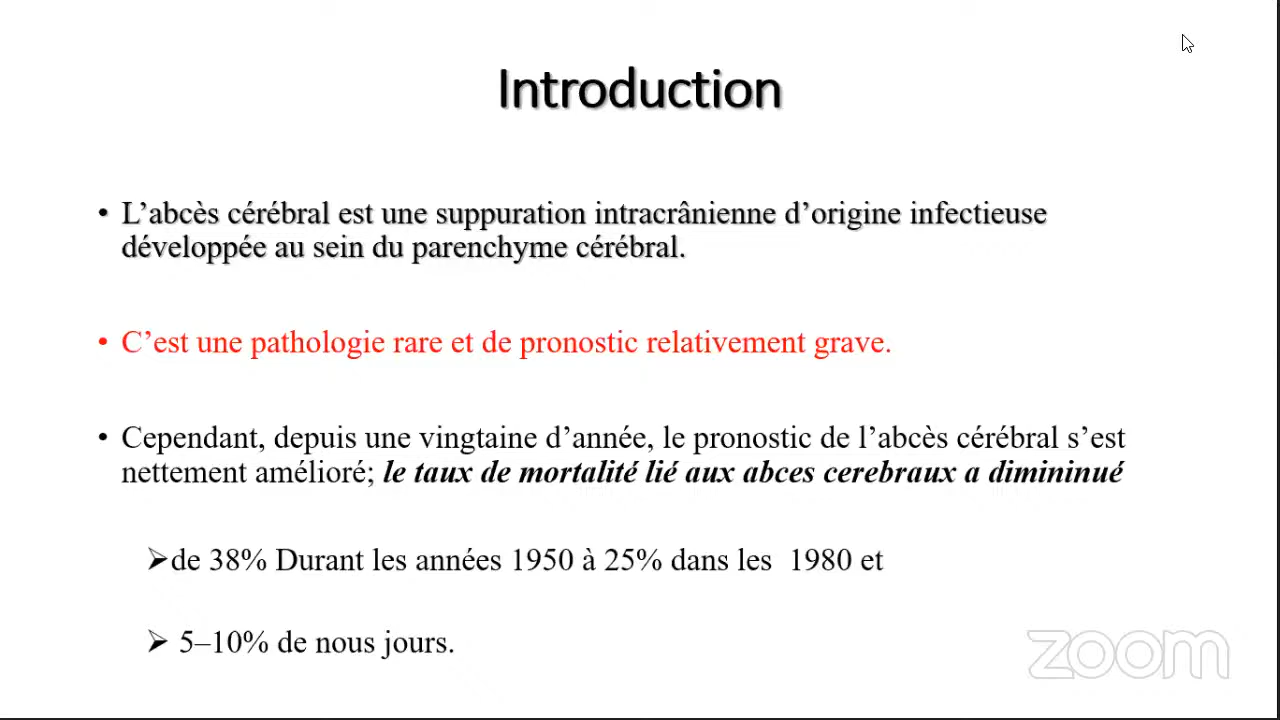 Introduction
• L’abcès cérébral est une suppuration intracrânienne d’origine infectieuse
développée au sein du parenchyme cérébral.
• C’est une pathologie rare et de pronostic relativement grave.
• Cependant, depuis une vingtaine d’année, le pronostic de l’abcès cérébral s’est
nettement amélioré; le taux de mortalité lié aux abces cerebraux a dimininué
➢de 38% Durant les années 1950 à 25% dans les  1980 et
➢ 5–10% de nous jours.
zoom